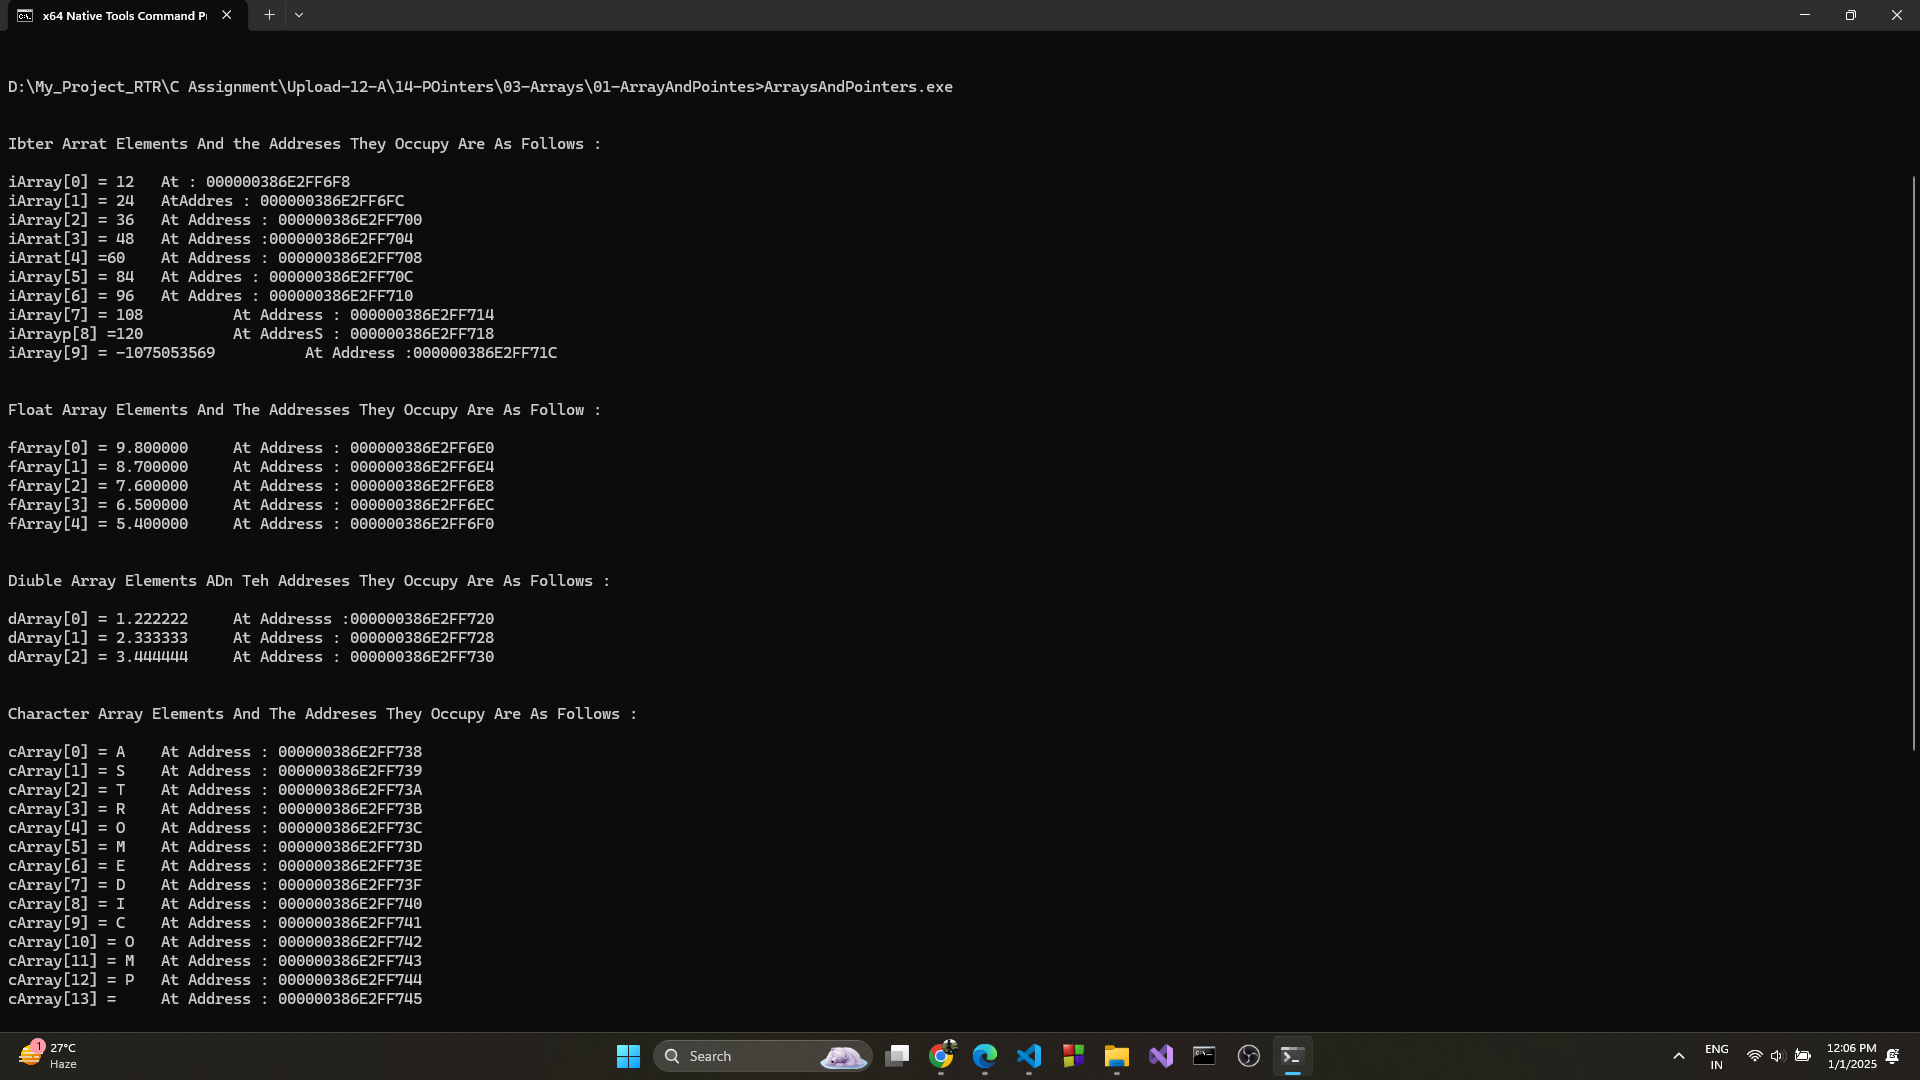 x64 Native Tools Command P
D:\My_Project_RTR\C Assignment\Upload-12-A\14-POinters\03-Arrays\01-ArrayAndPointes>ArraysAndPointers.exe
Ibter Arrat Elements And the Addreses They Occupy Are As Follows :
iArray[0] = 12 At : 000000386E2FF6F8
iArray[1] = 24 AtAddres : 000000386E2FF6FC
iArray[2] = 36 At Address : 000000386E2FF700
iArrat[3] = 48 At Address :000000386E2FF704
iArrat[4] =60 At Address : 000000386E2FF708
iArray[5] = 84 At Addres : 000000386E2FF70C
iArray[6] = 96 At Addres : 000000386E2FF710
iArray[7] = 108 At Address : 000000386E2FF714
iArrayp[8] =120 At AddresS : 000000386E2FF718
iArray[9] = -1075053569 At Address :000000386E2FF71C
Float Array Elements And The Addresses They Occupy Are As Follow :
fArray[0] = 9.800000 At Address : 000000386E2FF6E0
fArray[1] = 8.700000 At Address : 000000386E2FF6E4
fArray[2] = 7.600000 At Address : 000000386E2FF6E8
fArray[3] = 6.500000 At Address : 000000386E2FF6EC
fArray[4] = 5.400000 At Address : 000000386E2FF6F0
Diuble Array Elements ADn Teh Addreses They Occupy Are As Follows :
dArray[0] = 1.222222 At Addresss :000000386E2FF720
dArray[1] = 2.333333 At Address : 000000386E2FF728
dArray[2] = 3.444444 At Address : 000000386E2FF730
Character Array Elements And The Addreses They Occupy Are As Follows :
cArray[0] = A At Address : 000000386E2FF738
cArray[1] = S At Address : 000000386E2FF739
cArray[2] = T At Address : 000000386E2FF73A
cArray[3] = R At Address : 000000386E2FF73B
cArray[4] = O At Address : 000000386E2FF73C
cArray[5] = M At Address : 000000386E2FF73D
cArray[6] = E At Address : 000000386E2FF73E
cArray[7] = D At Address : 000000386E2FF73F
cArray[8] = I At Address : 000000386E2FF740
cArray[9] = C At Address : 000000386E2FF741
cArray[10] = O At Address : 000000386E2FF742
cArray[11] = M At Address : 000000386E2FF743
cArray[12] = P At Address : 000000386E2FF744
cArray[13] = At Address : 000000386E2FF745
1
27°C
Haze
Search
ENG
IN
12:06 PM
1/1/2025